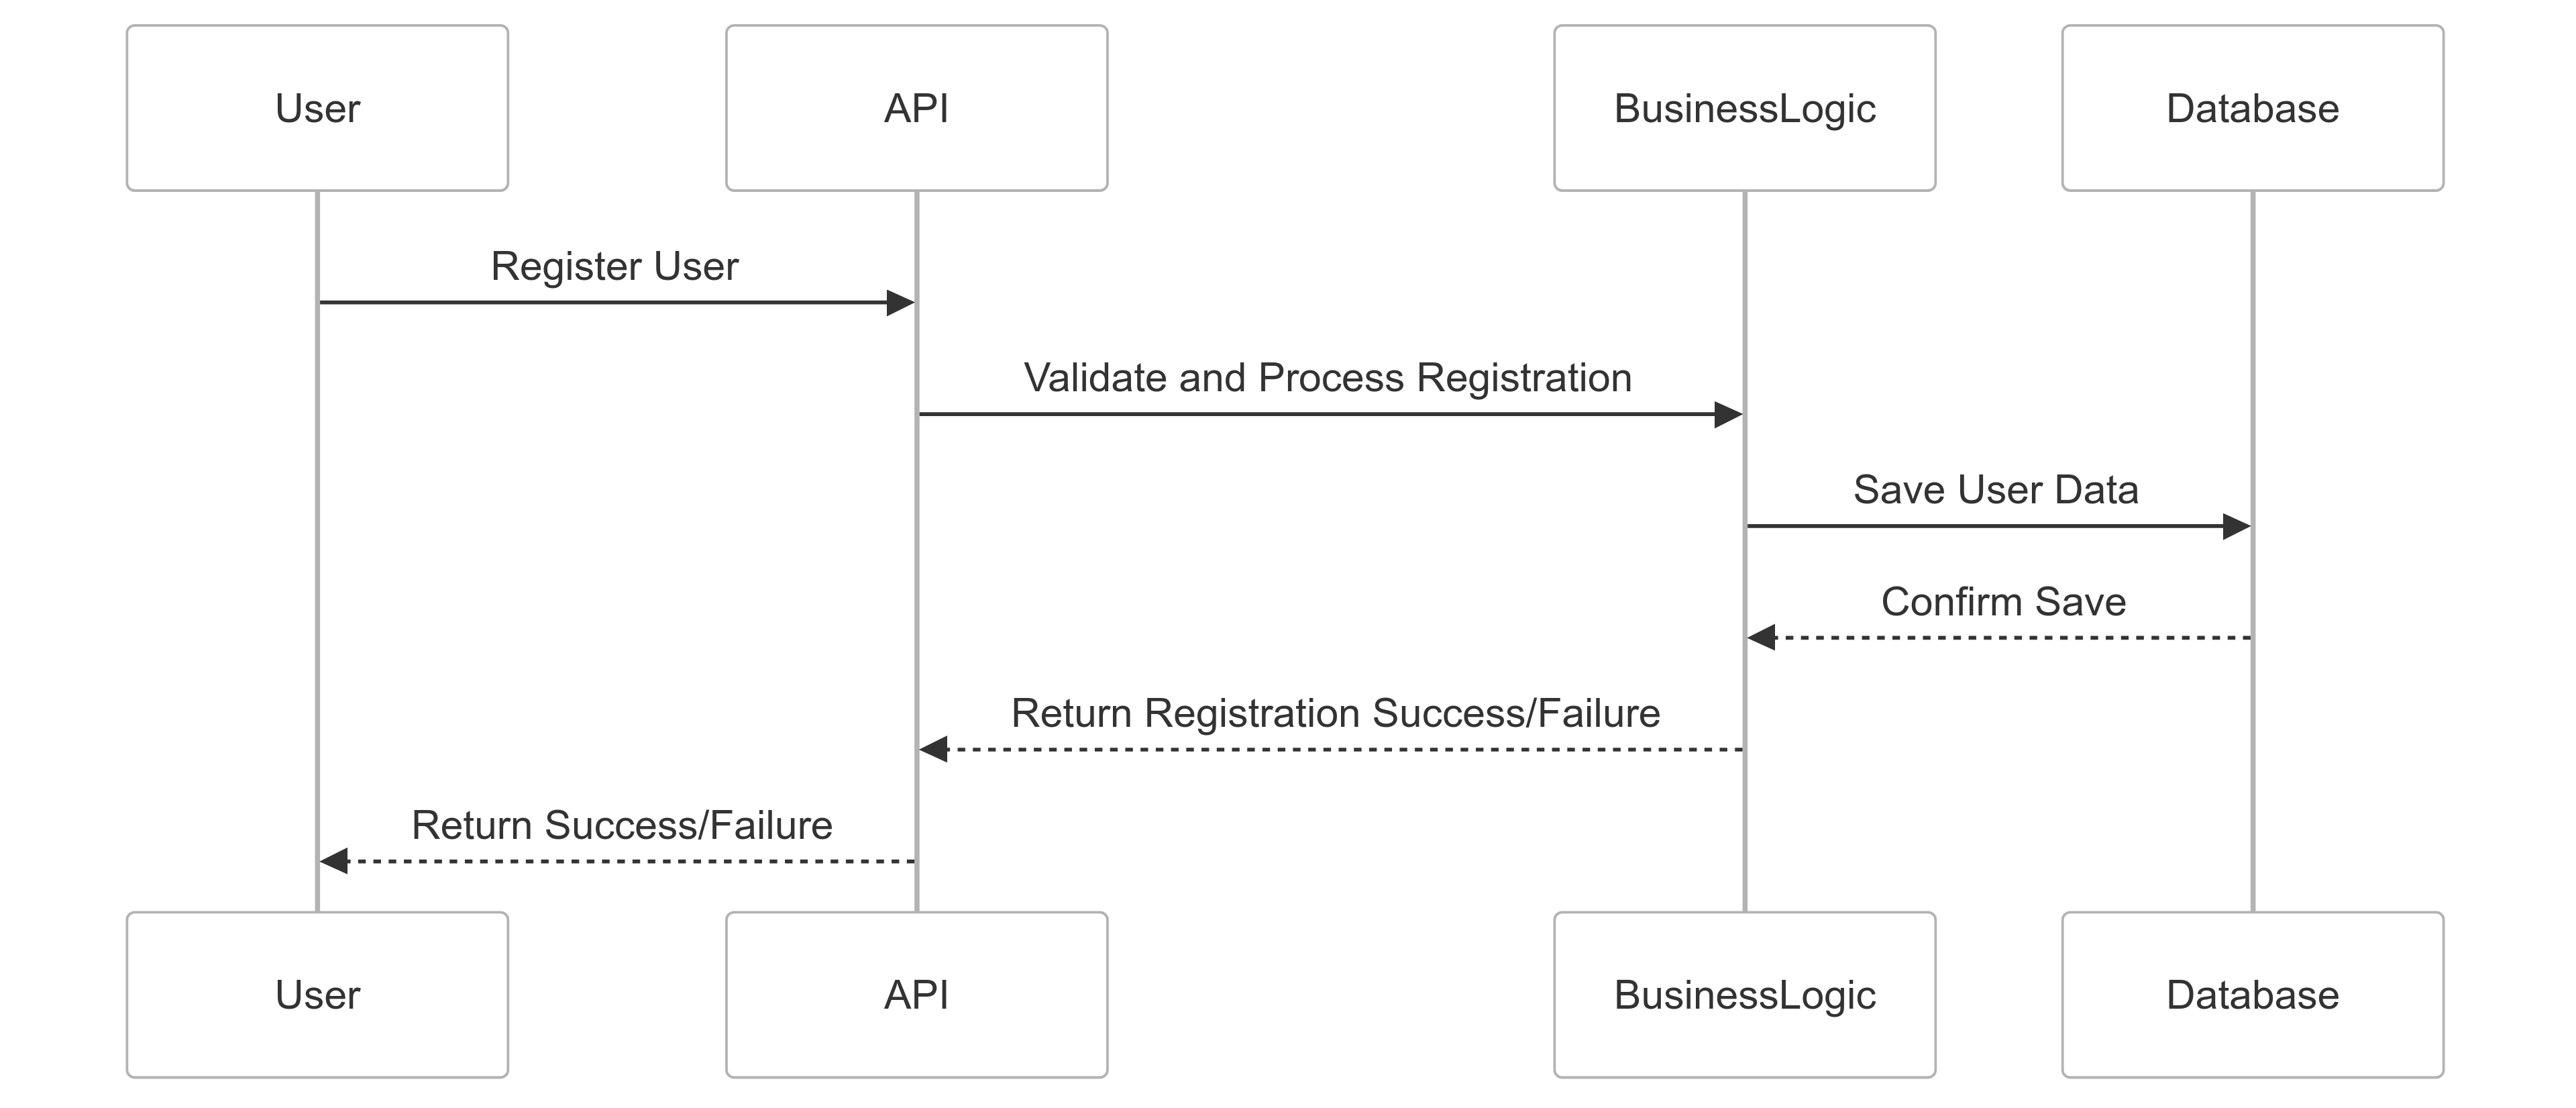 User
API
BusinessLogic
Database
Register User
Validate and Process Registration
Save User Data
Confirm Save
Return Registration Success/Failure
Return Success/Failure
User
API
BusinessLogic
Database